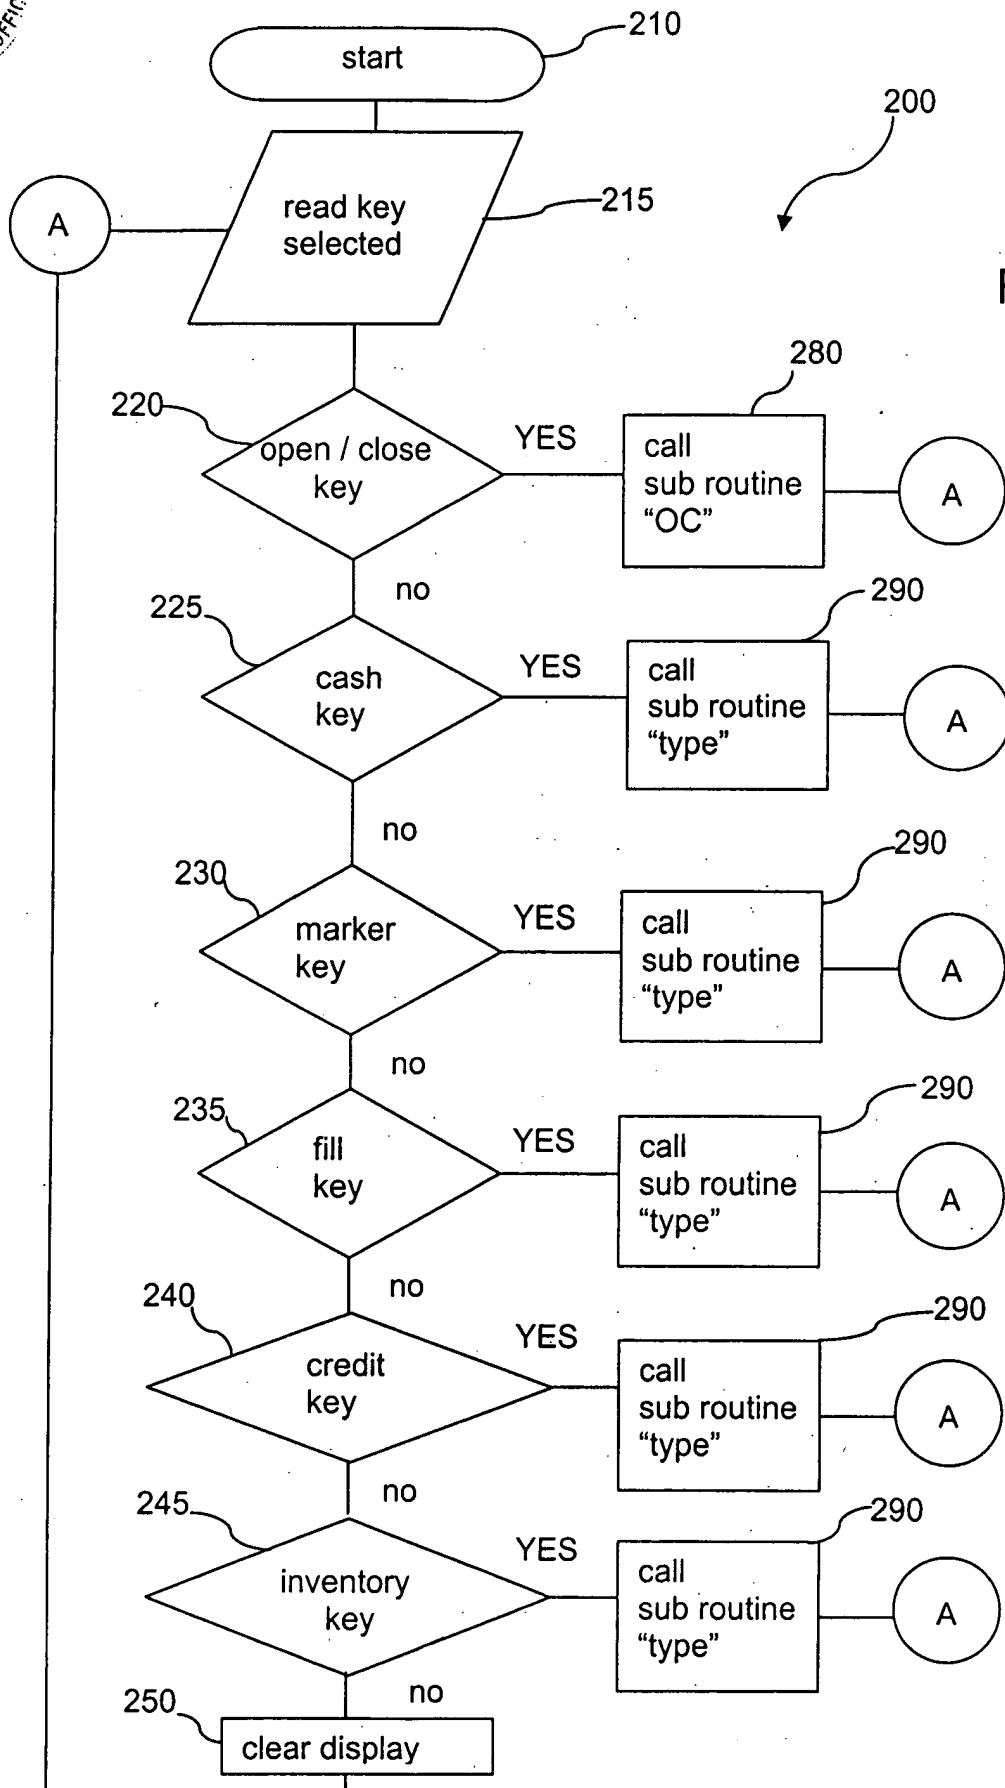 210
start
200
A
read key
selected
215
280
220
open / close
key
YES
call
sub routine
“OC”
A
no
225
290
cash
key
YES
call
sub routine
“type”
A
no
230
290
marker
key
YES
call
sub routine
“type”
A
no
235
290
fill
key
YES
call
sub routine
“type”
A
no
240
290
credit
key
YES
call
sub routine
“type”
A
no
245
290
inventory
key
YES
call
sub routine
“type”
A
no
250
clear display